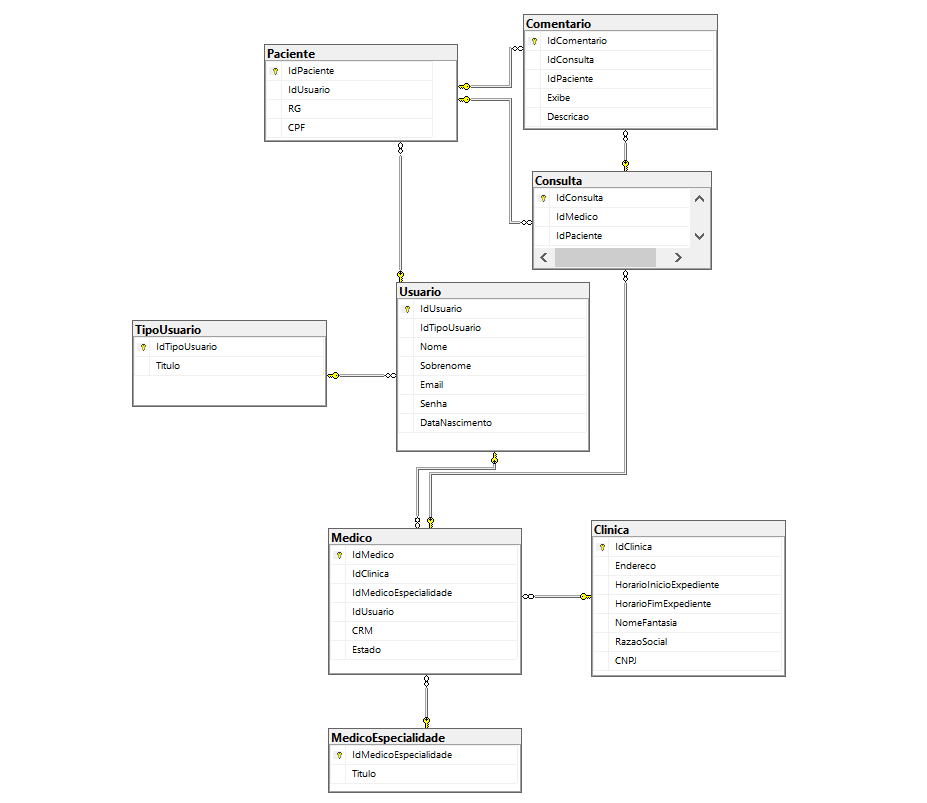 Comentario
IdComentario
IdConsulta
IdPaciente
Exibe
Descricao
Paciente
IdPaciente
IdUsuario
RG
CPF
Consulta
IdConsulta
IdMedico
IdPaciente
Usuario
IdUsuario
IdTipoUsuario
Nome
Sobrenome
Email
Senha
DataNascimento
TipoUsuario
IdTipoUsuario
Titulo
Medico
IdMedico
IdClinica
IdMedicoEspecialidade
IdUsuario
CRM
Estado
Clinica
IdClinica
Endereco
HorarioInicioExpediente
HorarioFimExpediente
NomeFantasia
RazaoSocial
CNPJ
MedicoEspecialidade
IdMedicoEspecialidade
Titulo